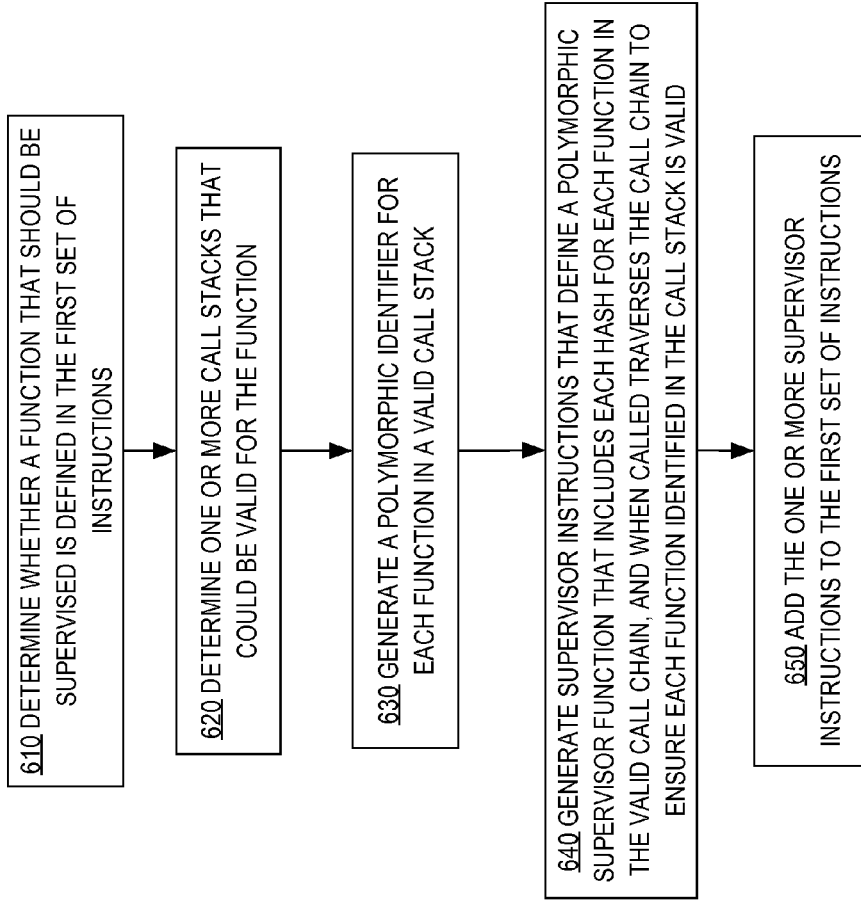 610 DETERMINE WHETHER A FUNCTION THAT SHOULD BE
SUPERVISED IS DEFINED IN THE FIRST SET OF
INSTRUCTIONS
620 DETERMINE ONE OR MORE CALL STACKS THAT
COULD BE VALID FOR THE FUNCTION
630 GENERATE A POLYMORPHIC IDENTIFIER FOR
EACH FUNCTION IN A VALID CALL STACK
640 GENERATE SUPERVISOR INSTRUCTIONS THAT DEFINE A POLYMORPHIC
SUPERVISOR FUNCTION THAT INCLUDES EACH HASH FOR EACH FUNCTION IN
THE VALID CALL CHAIN, AND WHEN CALLED TRAVERSES THE CALL CHAIN TO
ENSURE EACH FUNCTION IDENTIFIED IN THE CALL STACK IS VALID
650 ADD THE ONE OR MORE SUPERVISOR
INSTRUCTIONS TO THE FIRST SET OF INSTRUCTIONS